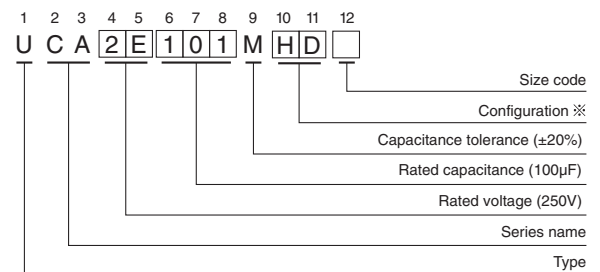 1 2 3 4 5 6 7 8 9 10 11 12
U C A 2 E 1 0 1 M H D
Size code
Configuration ※
Capacitance tolerance (±20%)
Rated capacitance (100µF)
Rated voltage (250V)
Series name
Type